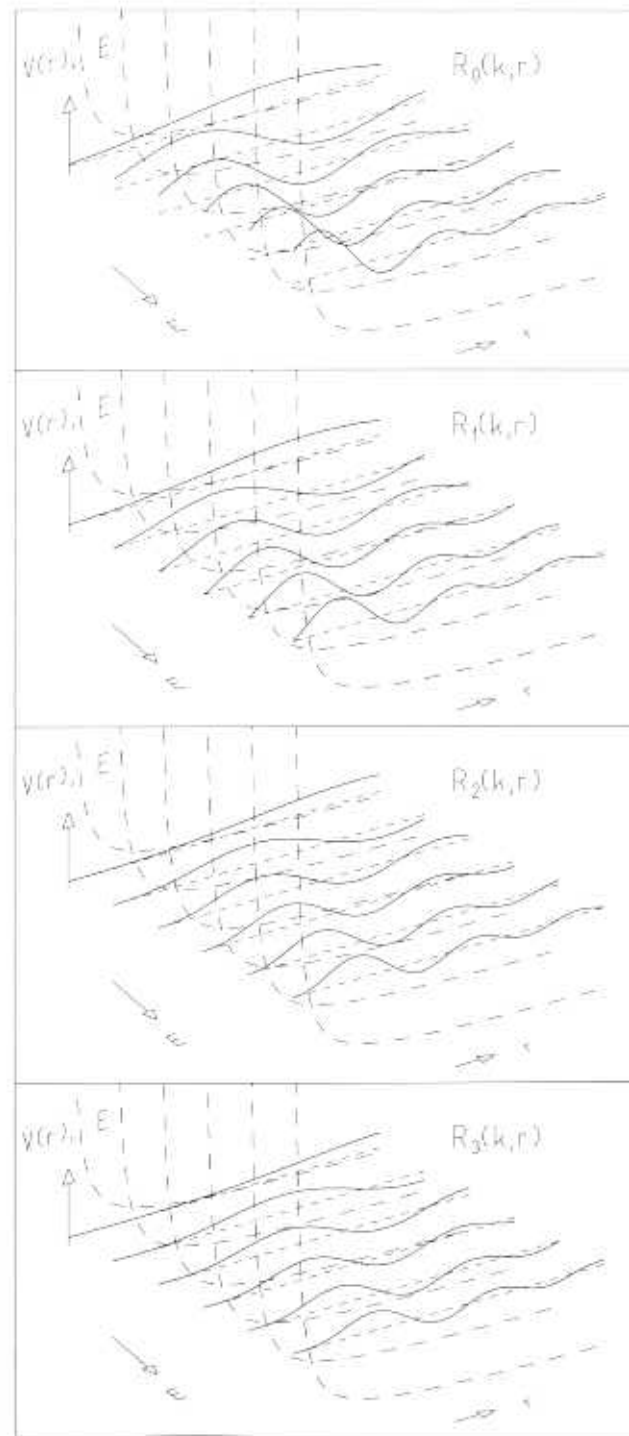 V(r), E
R₀(k,r)
r
V(r), E
R₁(k,r)
r
V(r), E
R₂(k,r)
r
V(r), E
R₃(k,r)
r